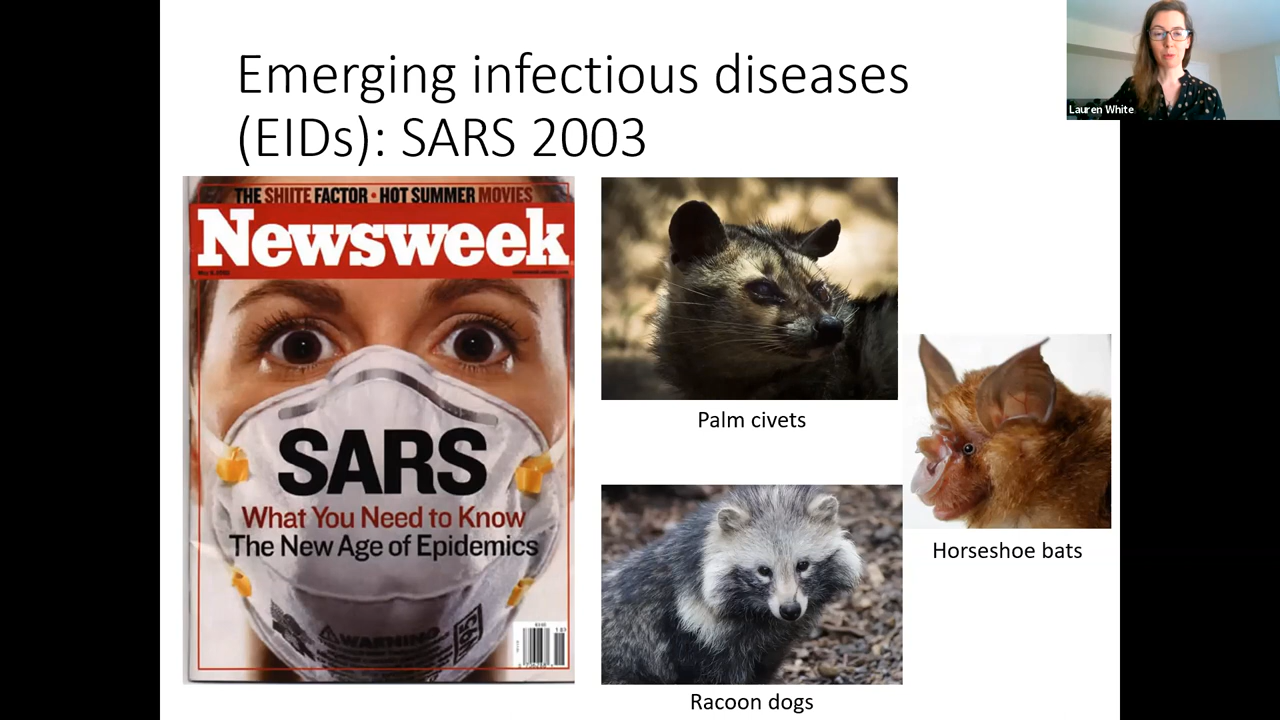 Emerging infectious diseases
(EIDs): SARS 2003
Lauren White
THE SHIITE FACTOR • HOT SUMMER MOVIES
Newsweek
SARS
What You Need to Know
The New Age of Epidemics
WARNING
N95
Palm civets
Horseshoe bats
Racoon dogs